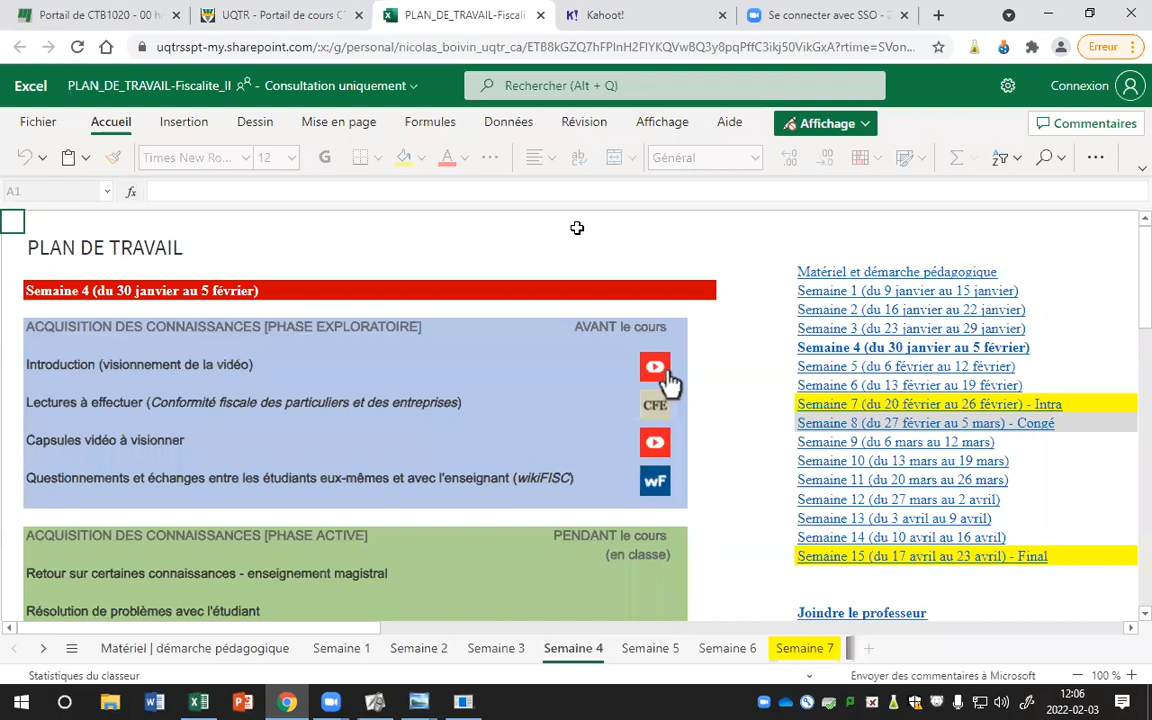 Portail de CTB1020 - 00 h
UQTR - Portail de cours CT
PLAN_DE_TRAVAIL-Fiscali
Kahoot!
Se connecter avec SSO - Z
uqtrsspt-my.sharepoint.com/:x:/g/personal/nicolas_boivin_uqtr_ca/ETB8kGZQ7hFPInH2FIYKQVwBQ3y8pqPffC3ikj50VikGxA?rtime=SVon...
Erreur
Excel
PLAN_DE_TRAVAIL-Fiscalite_II - Consultation uniquement
Rechercher (Alt + Q)
Connexion
Fichier Accueil Insertion Dessin Mise en page Formules Données Révision Affichage Aide Affichage Commentaires
Times New Ro... 12 G A Général
A1 fx
PLAN DE TRAVAIL
Semaine 4 (du 30 janvier au 5 février)
ACQUISITION DES CONNAISSANCES [PHASE EXPLORATOIRE] AVANT le cours
Introduction (visionnement de la vidéo)
Lectures à effectuer (Conformité fiscale des particuliers et des entreprises) CFE
Capsules vidéo à visionner
Questionnements et échanges entre les étudiants eux-mêmes et avec l'enseignant (wikiFISC) wF
ACQUISITION DES CONNAISSANCES [PHASE ACTIVE] PENDANT le cours
(en classe)
Retour sur certaines connaissances - enseignement magistral
Résolution de problèmes avec l'étudiant
Matériel et démarche pédagogique
Semaine 1 (du 9 janvier au 15 janvier)
Semaine 2 (du 16 janvier au 22 janvier)
Semaine 3 (du 23 janvier au 29 janvier)
Semaine 4 (du 30 janvier au 5 février)
Semaine 5 (du 6 février au 12 février)
Semaine 6 (du 13 février au 19 février)
Semaine 7 (du 20 février au 26 février) - Intra
Semaine 8 (du 27 février au 5 mars) - Congé
Semaine 9 (du 6 mars au 12 mars)
Semaine 10 (du 13 mars au 19 mars)
Semaine 11 (du 20 mars au 26 mars)
Semaine 12 (du 27 mars au 2 avril)
Semaine 13 (du 3 avril au 9 avril)
Semaine 14 (du 10 avril au 16 avril)
Semaine 15 (du 17 avril au 23 avril) - Final
Joindre le professeur
Matériel | démarche pédagogique Semaine 1 Semaine 2 Semaine 3 Semaine 4 Semaine 5 Semaine 6 Semaine 7
Statistiques du classeur
Envoyer des commentaires à Microsoft
100 %
12:06
2022-02-03